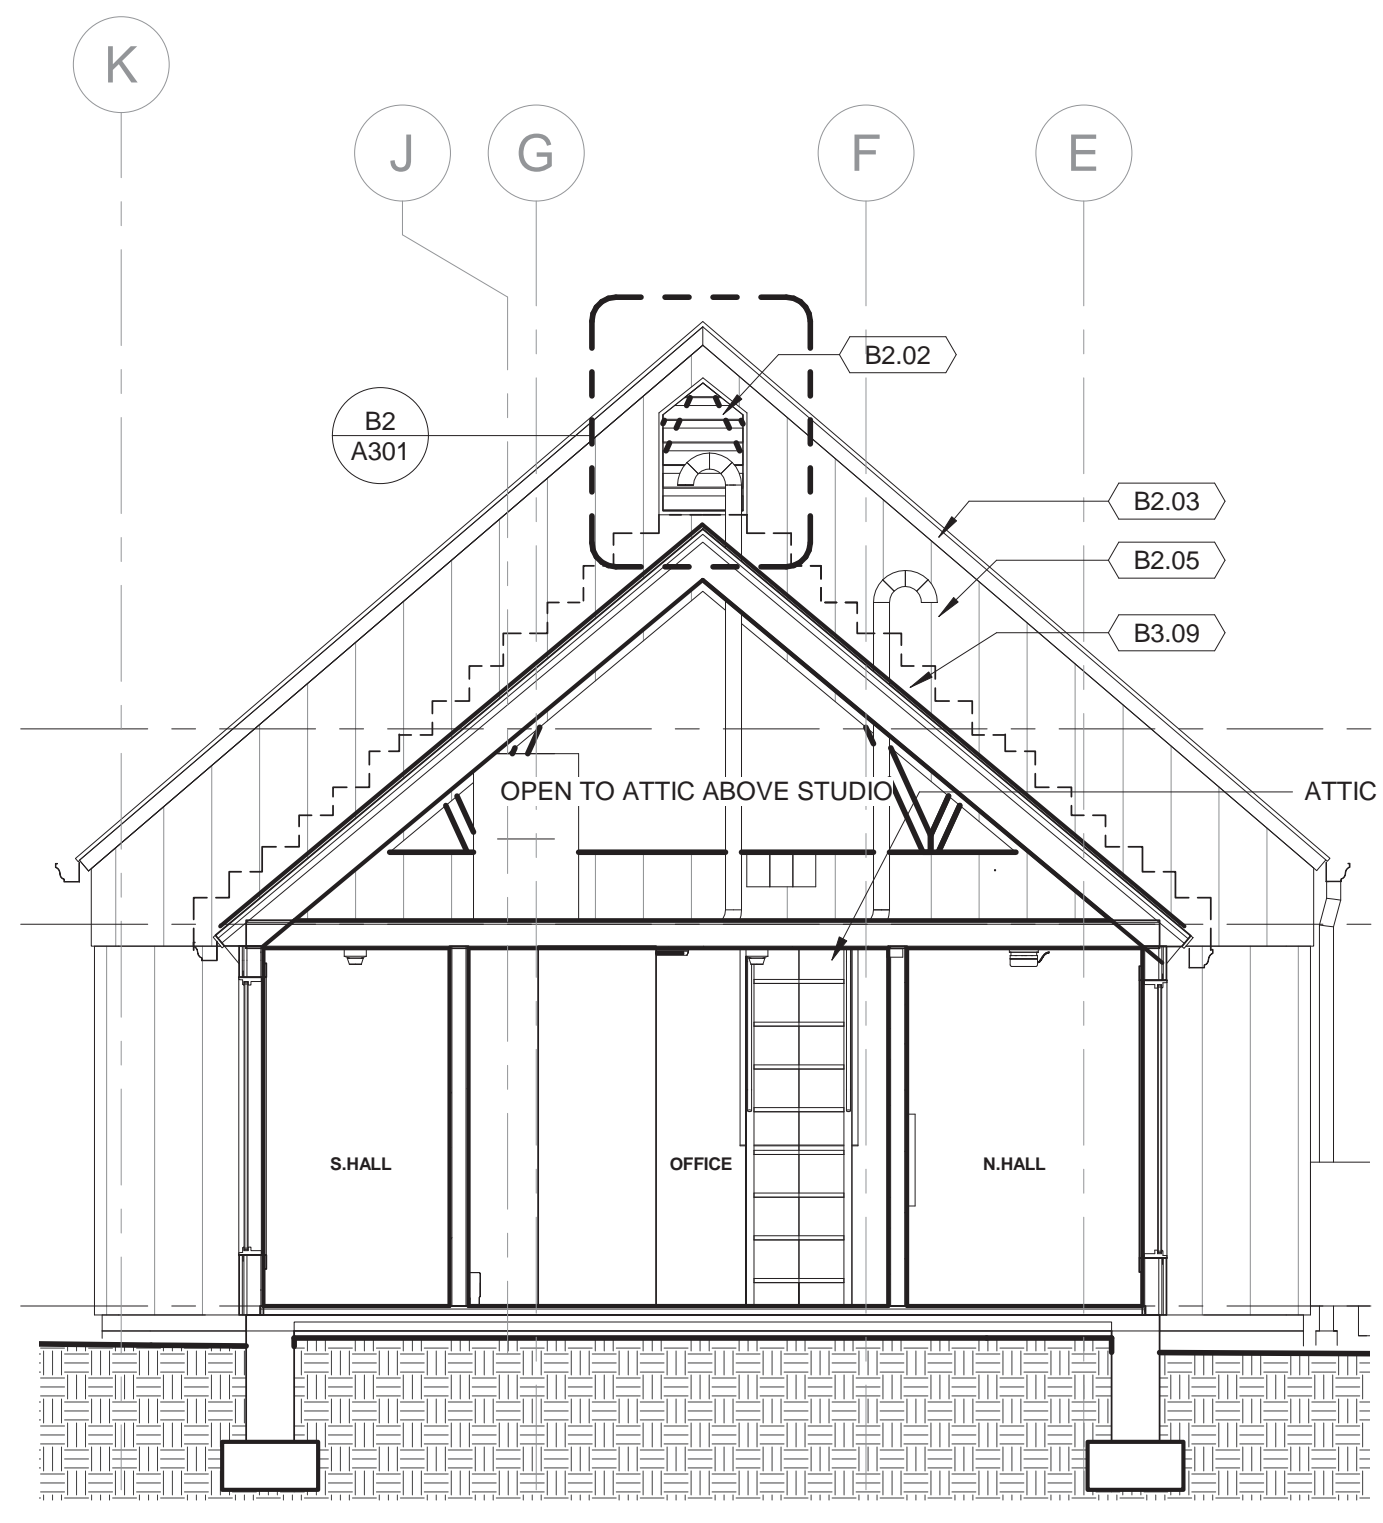 K
J
G
F
E
B2.02
B2
A301
B2.03
B2.05
B3.09
OPEN TO ATTIC ABOVE STUDIO
ATTIC
S.HALL
OFFICE
N.HALL